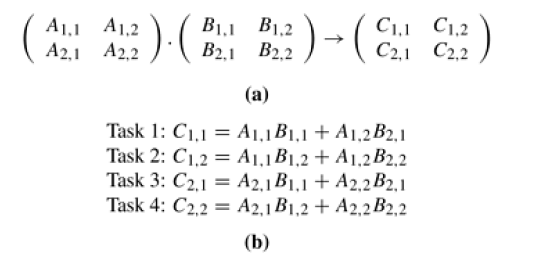 ( A1,1 A1,2 ) · ( B1,1 B1,2 ) → ( C1,1 C1,2 )
( A2,1 A2,2 ) ( B2,1 B2,2 ) ( C2,1 C2,2 )
(a)
Task 1: C1,1 = A1,1B1,1 + A1,2B2,1
Task 2: C1,2 = A1,1B1,2 + A1,2B2,2
Task 3: C2,1 = A2,1B1,1 + A2,2B2,1
Task 4: C2,2 = A2,1B1,2 + A2,2B2,2
(b)